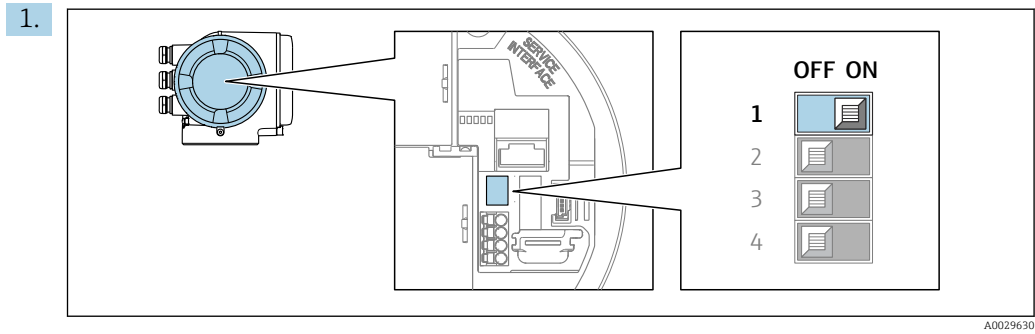 1.
SERVICE
INTERFACE
OFF ON
1
2
3
4
A0029630